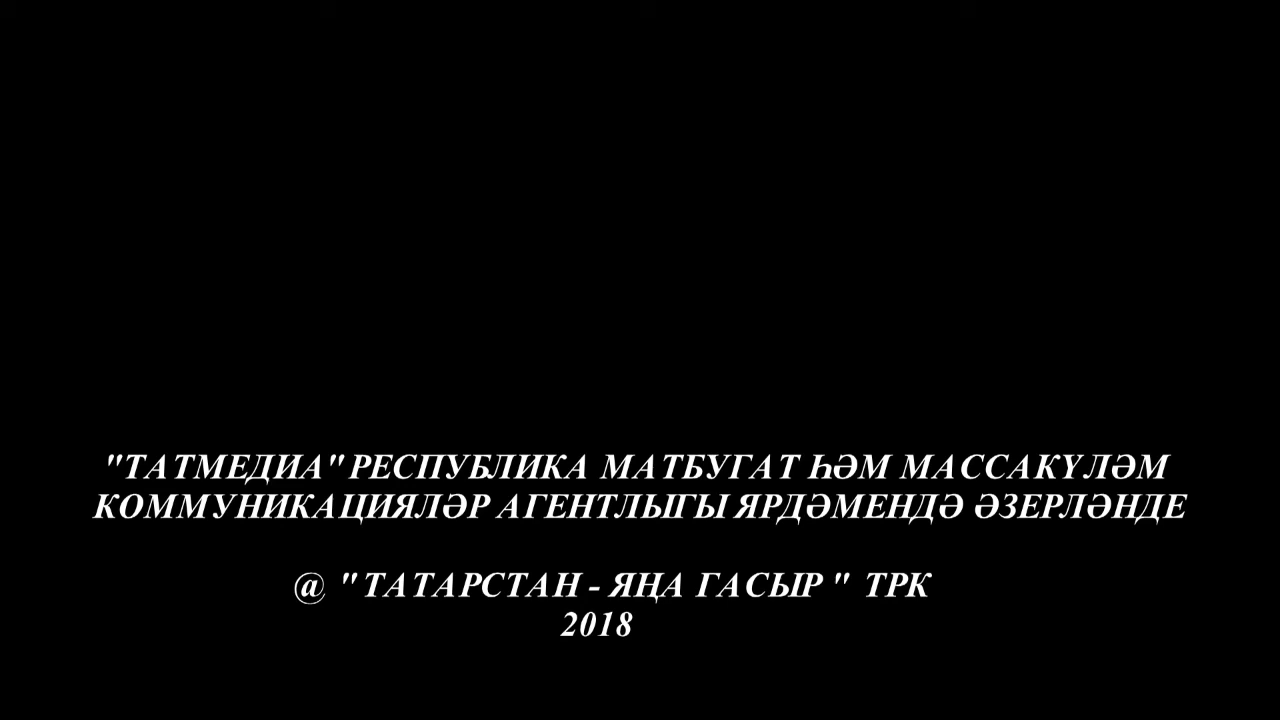 "ТАТМЕДИА" РЕСПУБЛИКА МАТБУГАТ ҺӘМ МАССАКҮЛӘМ
КОММУНИКАЦИЯЛӘР АГЕНТЛЫГЫ ЯРДӘМЕНДӘ ӘЗЕРЛӘНДЕ
@ "ТАТАРСТАН - ЯҢА ГАСЫР " ТРК
2018